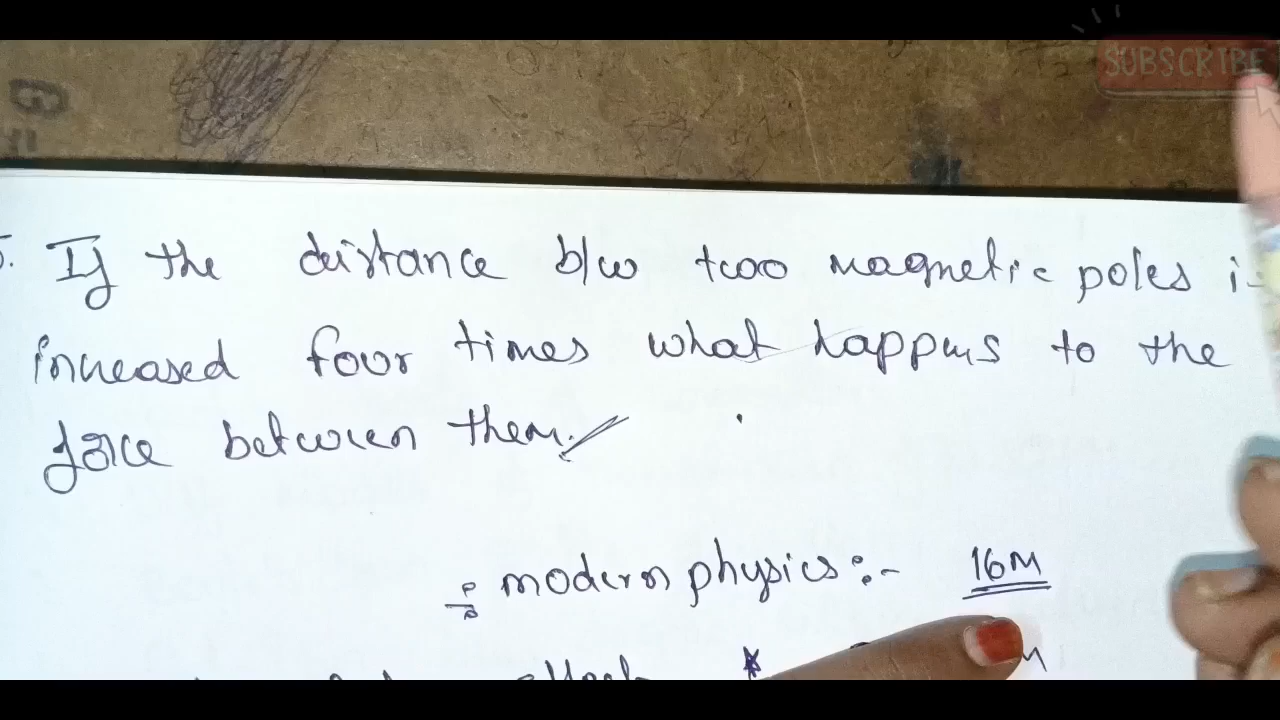 SUBSCRIBE
5. If the distance b/w two magnetic poles is
increased four times what happens to the
force between them.
modern physics :- 16M